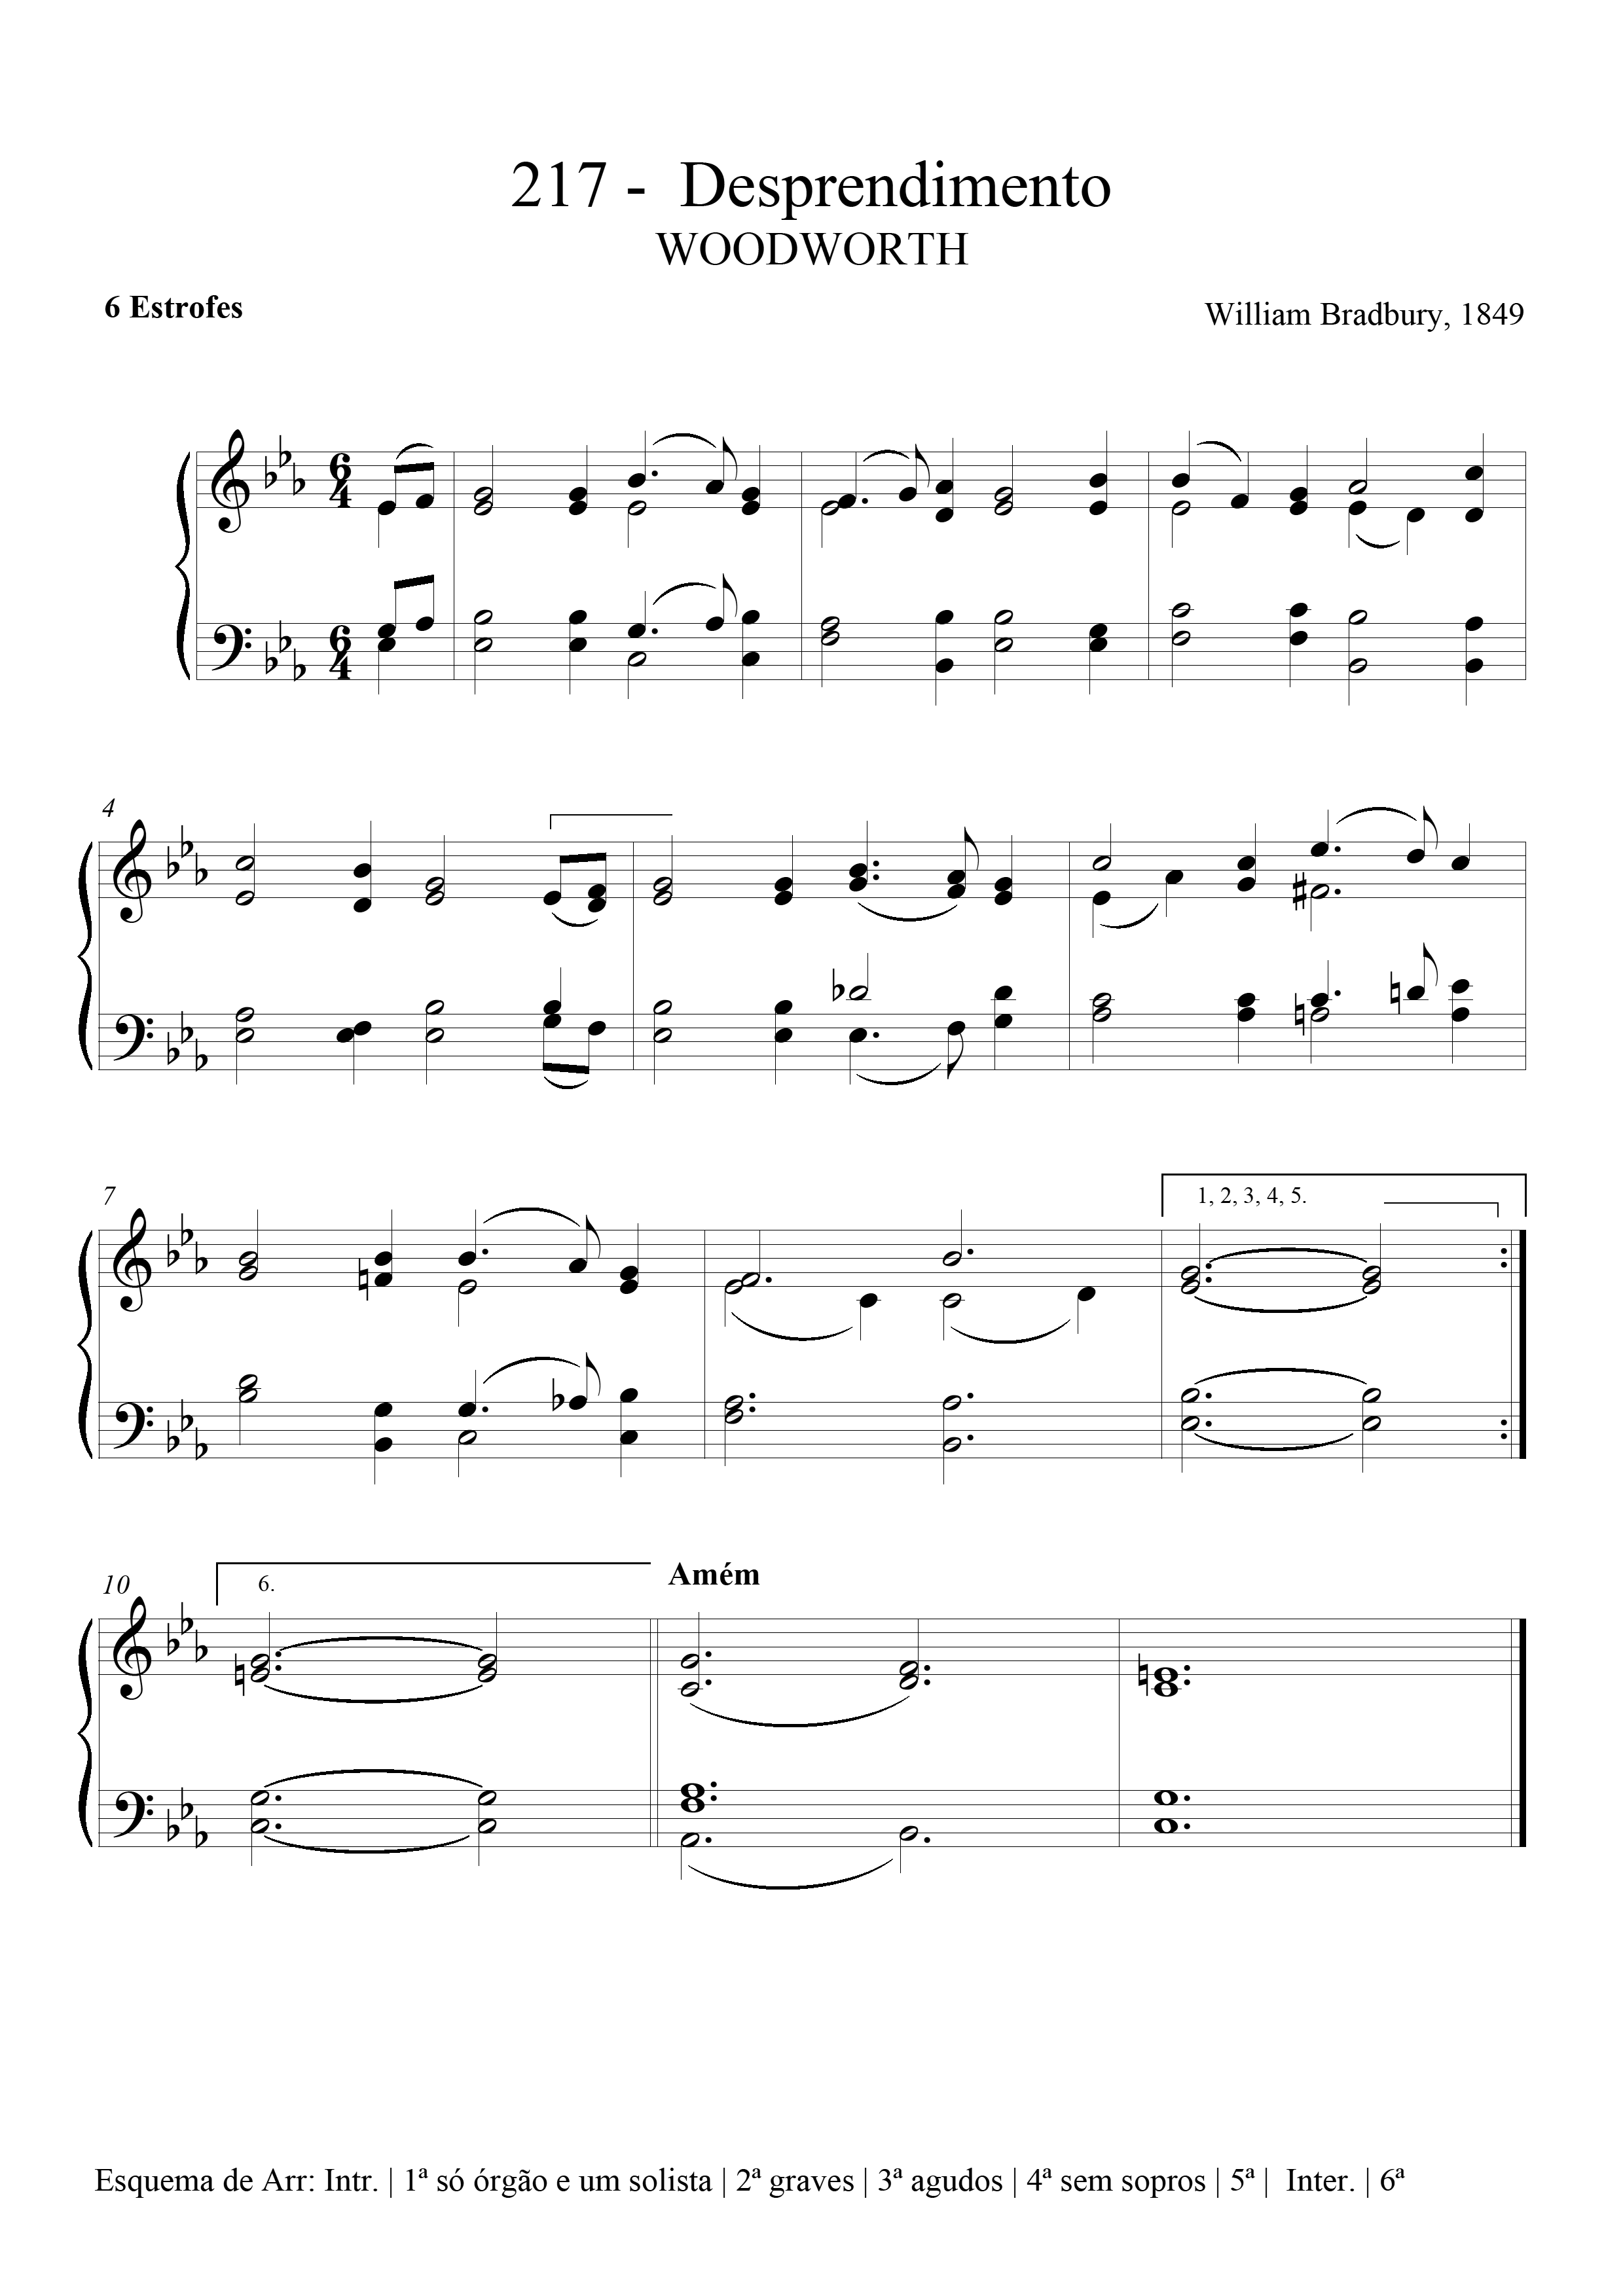 217 - Desprendimento
WOODWORTH
6 Estrofes
William Bradbury, 1849
6
4
6
4
4
7
1, 2, 3, 4, 5.
10
6.
Amém
Esquema de Arr: Intr. | 1ª só órgão e um solista | 2ª graves | 3ª agudos | 4ª sem sopros | 5ª | Inter. | 6ª